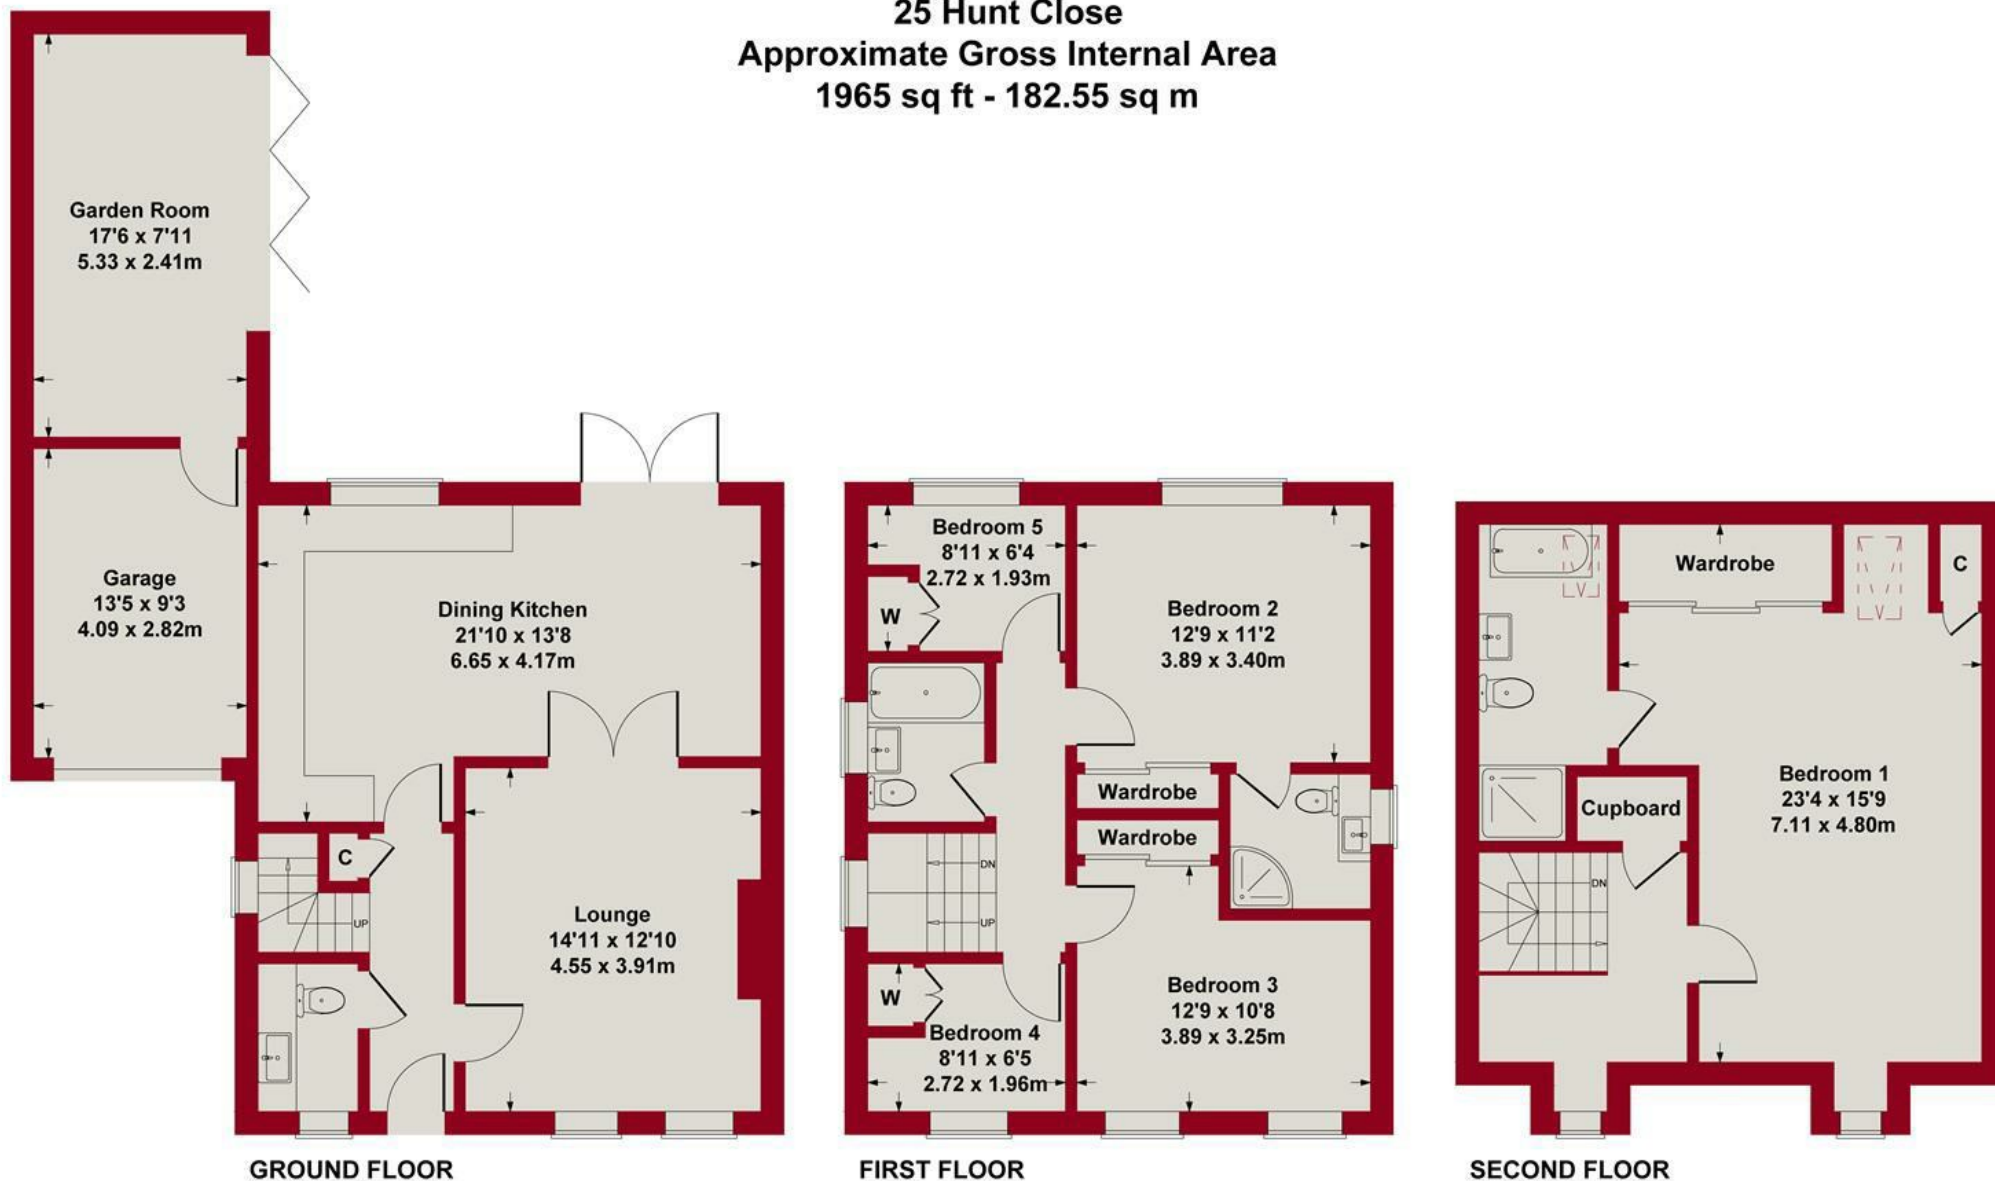 25 Hunt Close
Approximate Gross Internal Area
1965 sq ft - 182.55 sq m
Garden Room
17'6 x 7'11
5.33 x 2.41m
Garage
13'5 x 9'3
4.09 x 2.82m
Dining Kitchen
21'10 x 13'8
6.65 x 4.17m
C
UP
Lounge
14'11 x 12'10
4.55 x 3.91m
GROUND FLOOR
Bedroom 5
8'11 x 6'4
2.72 x 1.93m
W
Bedroom 2
12'9 x 11'2
3.89 x 3.40m
Wardrobe
Wardrobe
DN
UP
W
Bedroom 4
8'11 x 6'5
2.72 x 1.96m
Bedroom 3
12'9 x 10'8
3.89 x 3.25m
FIRST FLOOR
Wardrobe
C
Bedroom 1
23'4 x 15'9
7.11 x 4.80m
Cupboard
DN
SECOND FLOOR